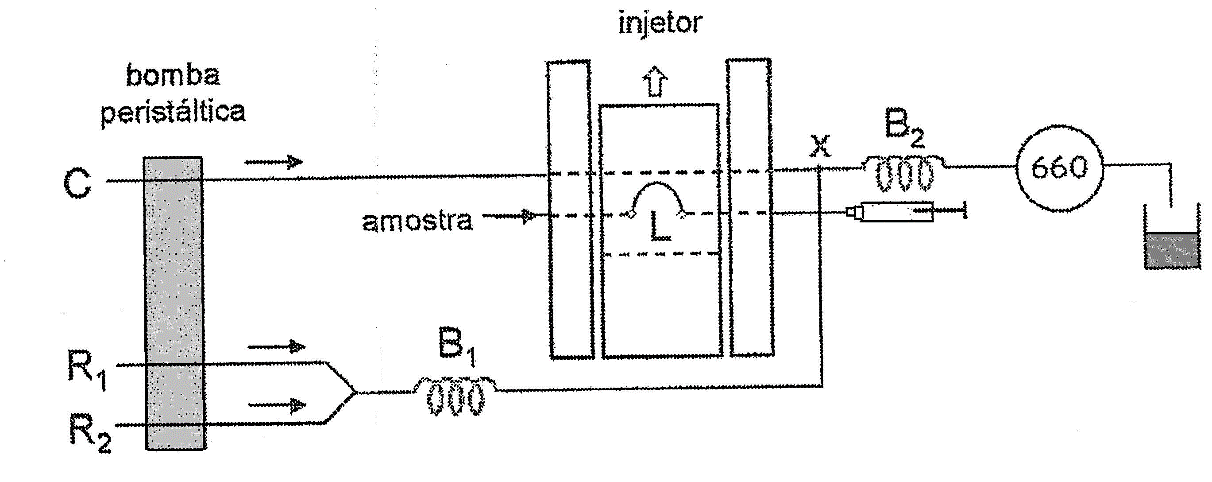 injetor
bomba
peristáltica
C
amostra
L
x
B₂
660
R₁
R₂
B₁